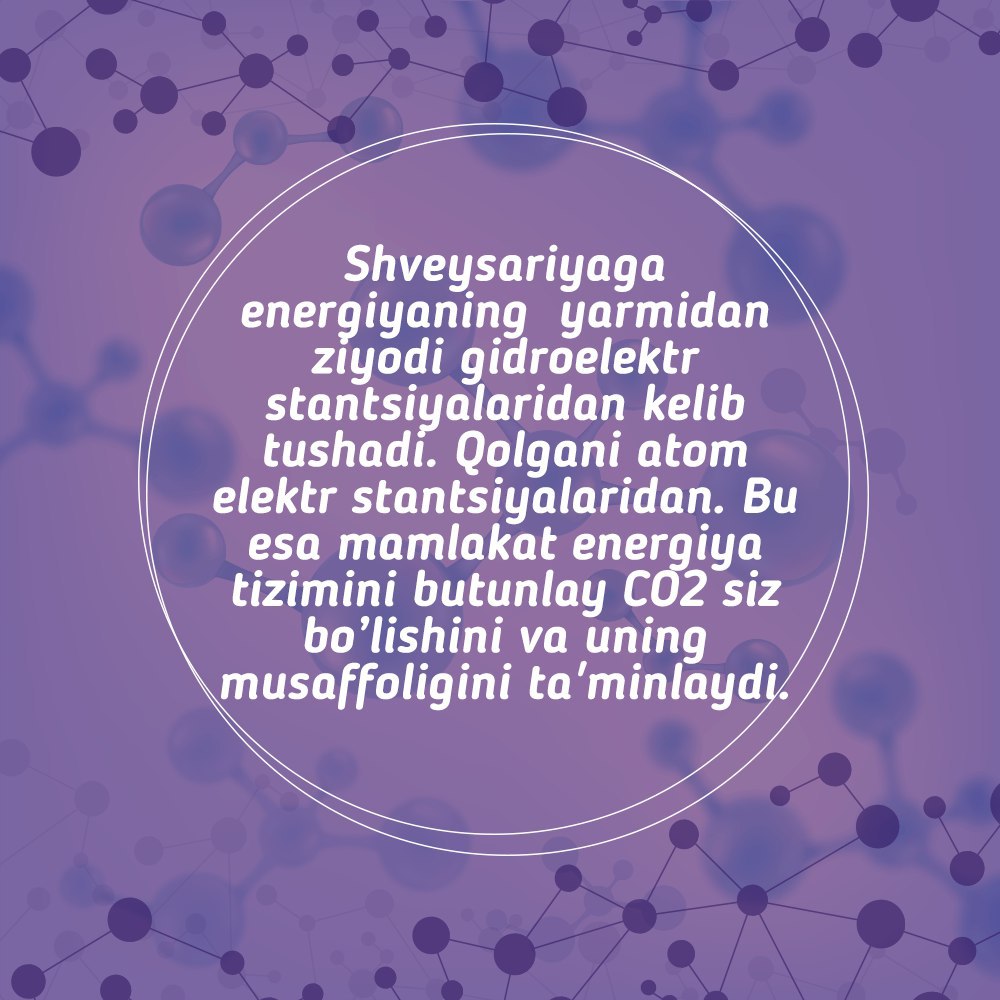 Shveysariyaga
energiyaning yarmidan
ziyodi gidroelektr
stantsiyalaridan kelib
tushadi. Qolgani atom
elektr stantsiyalaridan. Bu
esa mamlakat energiya
tizimini butunlay CO2 siz
bo’lishini va uning
musaffoligini ta'minlaydi.